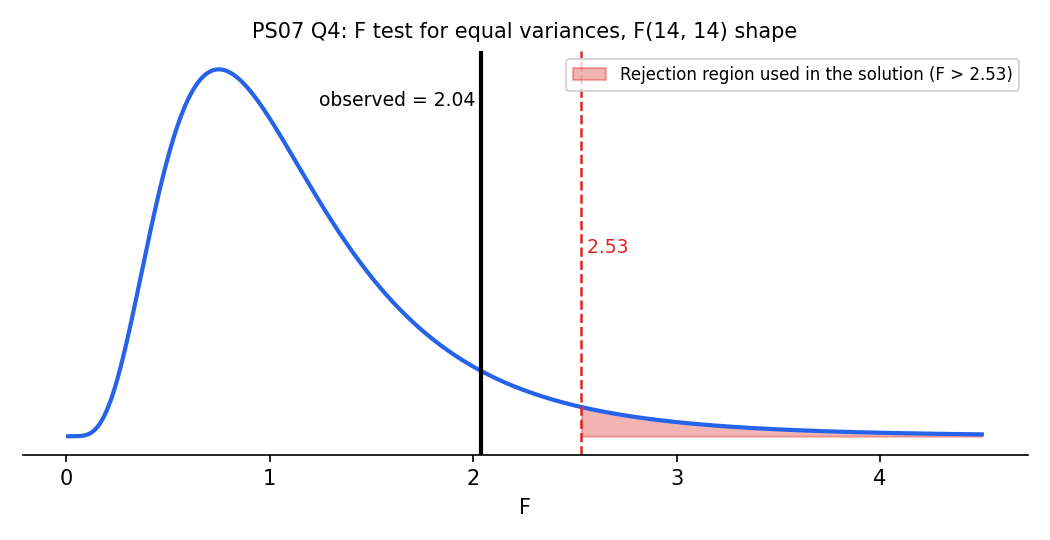 PS07 Q4: F test for equal variances, F(14, 14) shape
Rejection region used in the solution (F > 2.53)
observed = 2.04
2.53
0 1 2 3 4
F